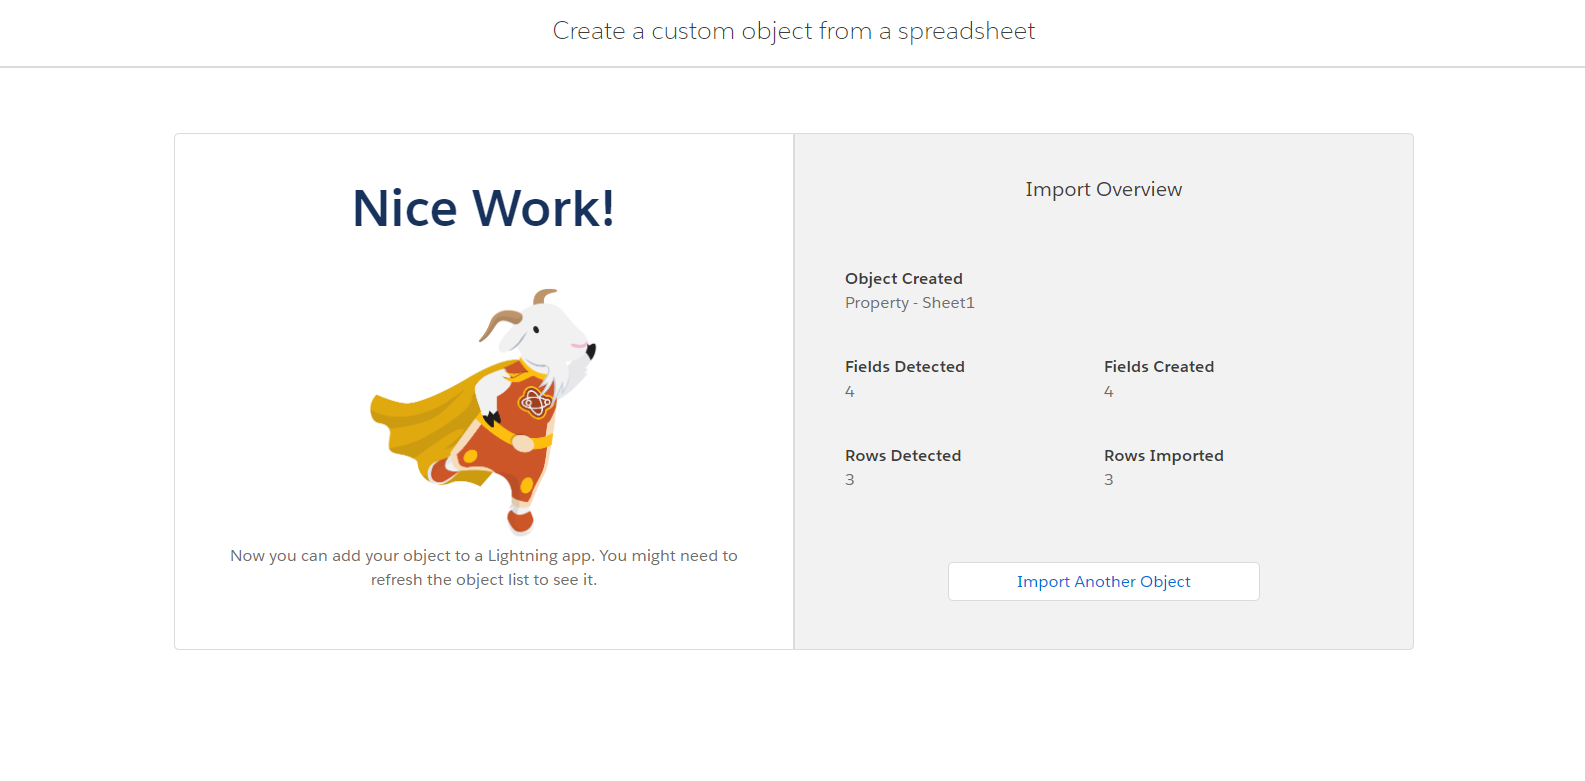 Create a custom object from a spreadsheet
Nice Work!
Now you can add your object to a Lightning app. You might need to
refresh the object list to see it.
Import Overview
Object Created
Property - Sheet1
Fields Detected
4
Fields Created
4
Rows Detected
3
Rows Imported
3
Import Another Object